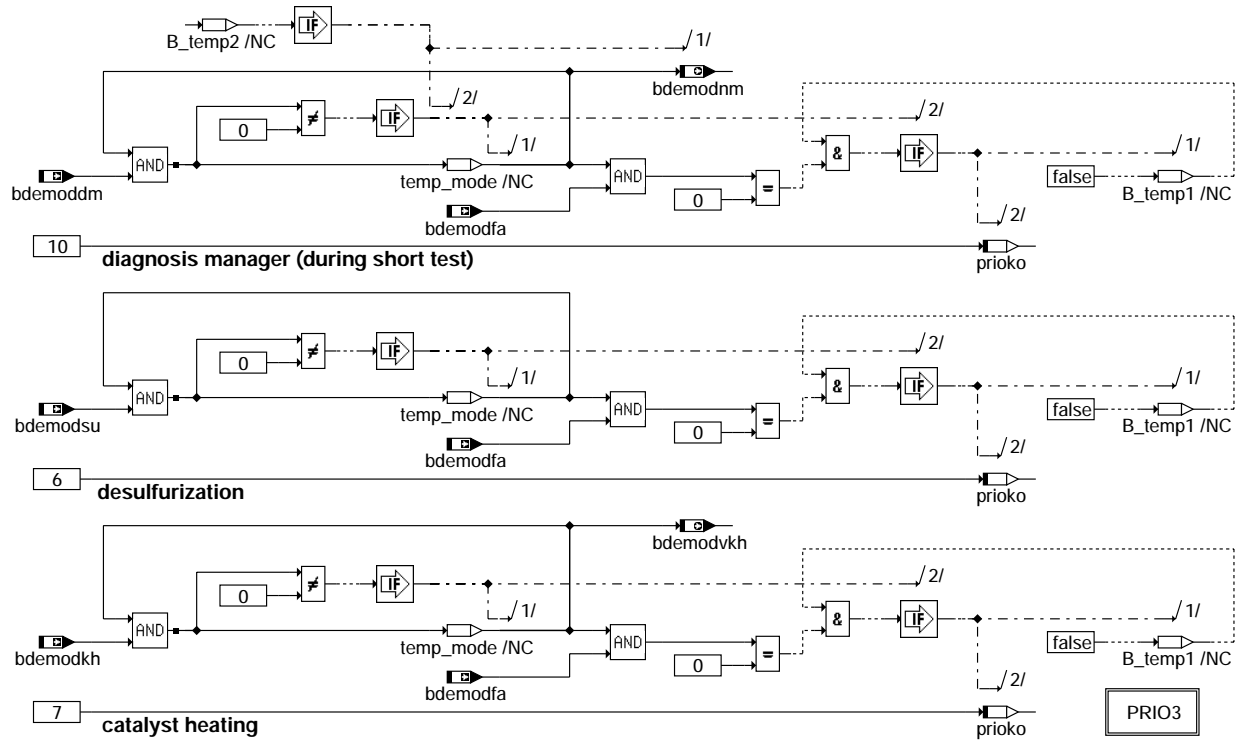 B_temp2 /NC
IF
/1/
bdemodnm
≠
0
IF
/2/
/2/
/1/
AND
temp_mode /NC
bdemoddm
bdemodfa
AND
0
=
&
IF
/1/
false
B_temp1 /NC
/2/
10
diagnosis manager (during short test)
prioko
≠
0
IF
/2/
/1/
AND
temp_mode /NC
bdemodsu
bdemodfa
AND
0
=
&
IF
/1/
false
B_temp1 /NC
/2/
6
desulfurization
prioko
bdemodvkh
≠
0
IF
/2/
/1/
AND
temp_mode /NC
bdemodkh
bdemodfa
AND
0
=
&
IF
/1/
false
B_temp1 /NC
/2/
7
catalyst heating
prioko
PRIO3